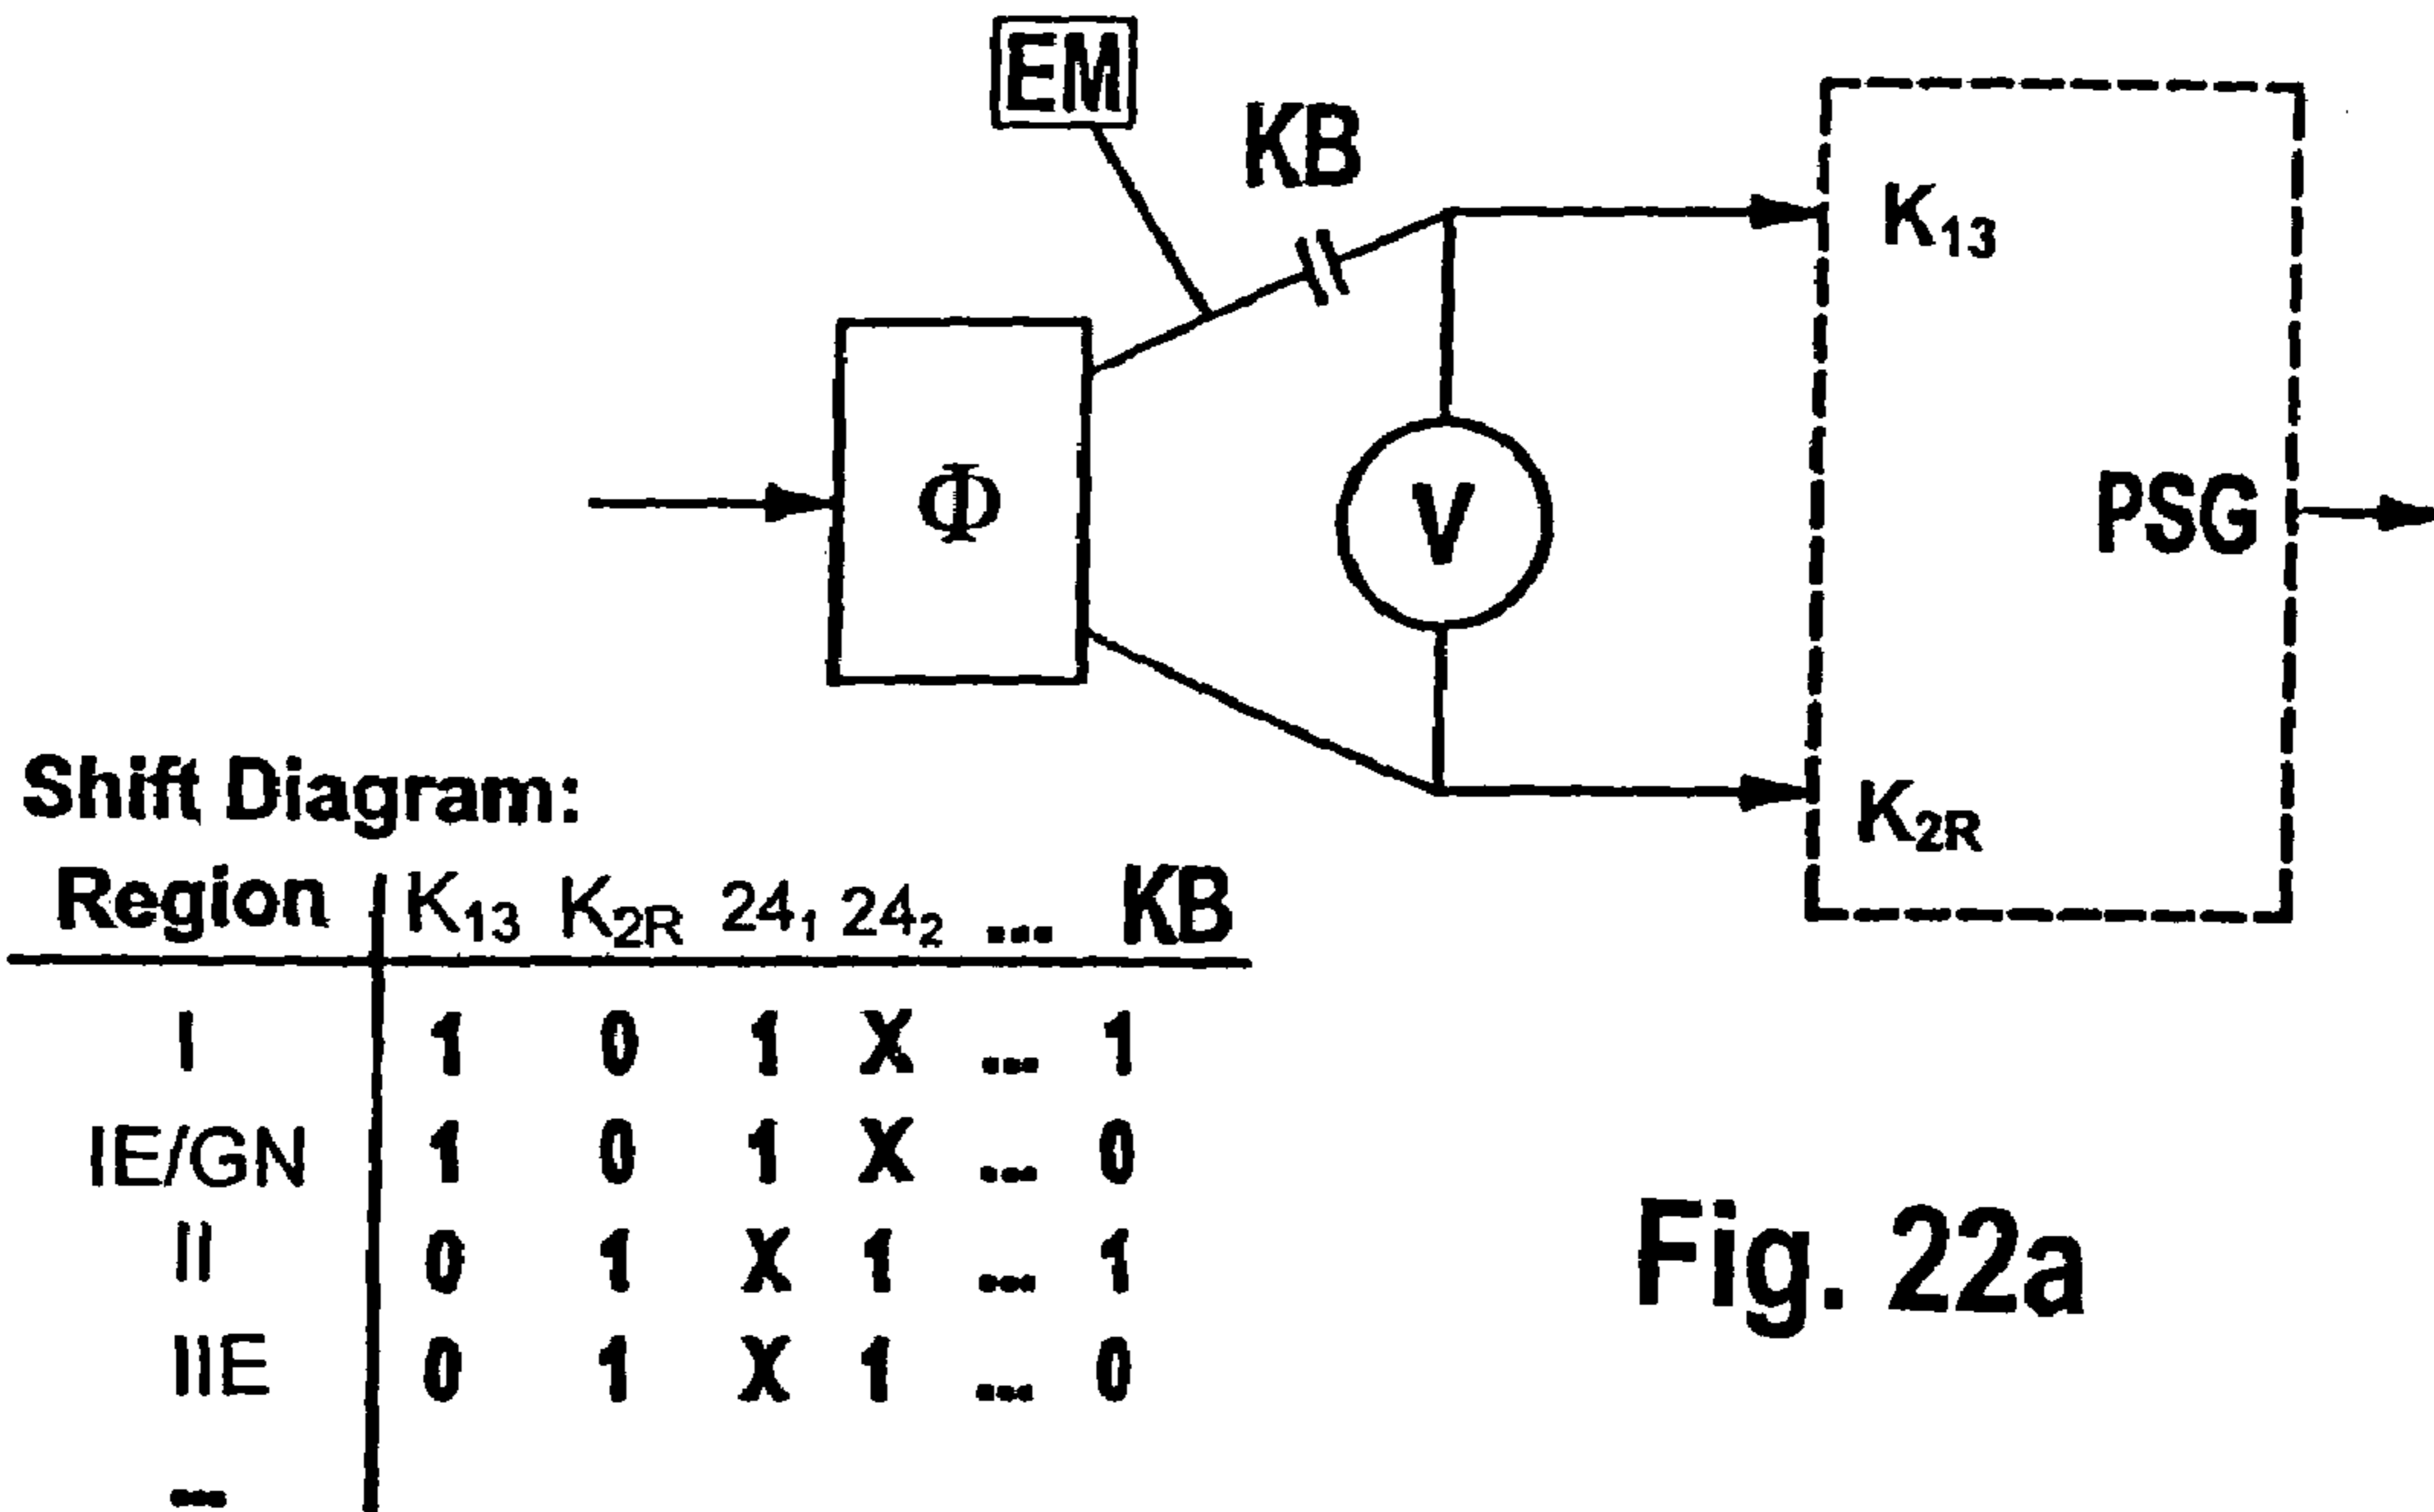 EM
KB
K₁₃
Φ
V
PSG
K₂R
Shift Diagram:
Region K₁₃ K₂R 24₁ 24₂ ... KB
I 1 0 1 X ... 1
IE/GN 1 0 1 X ... 0
II 0 1 X 1 ... 1
IIE 0 1 X 1 ... 0
...
Fig. 22a